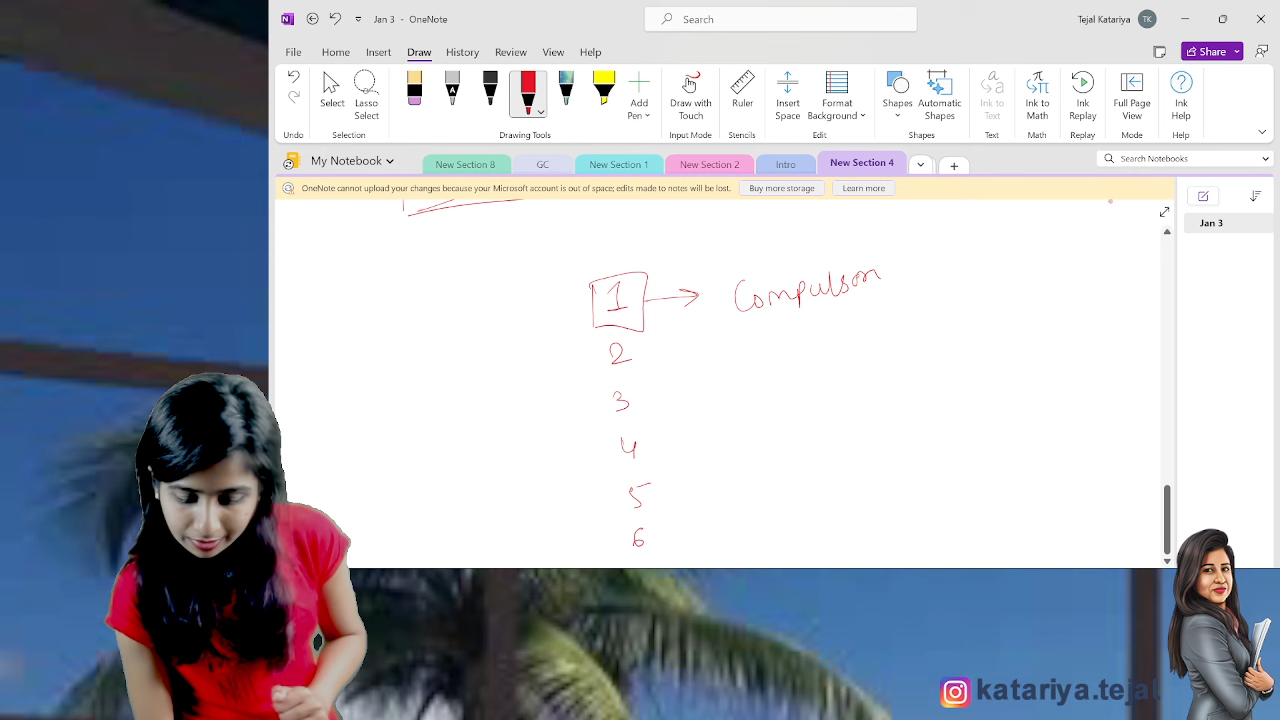 Jan 3 - OneNote
Search
Tejal Katariya TK
File Home Insert Draw History Review View Help
Share
Select
Lasso Select
A
Add Pen
Draw with Touch
Ruler
Insert Space
Format Background
Shapes
Automatic Shapes
Ink to Text
Ink to Math
Ink Replay
Full Page View
Ink Help
Undo Selection Drawing Tools Input Mode Stencils Edit Shapes Text Math Replay Mode Help
My Notebook New Section 8 GC New Section 1 New Section 2 Intro New Section 4 + Search Notebooks
OneNote cannot upload your changes because your Microsoft account is out of space; edits made to notes will be lost. Buy more storage Learn more
Jan 3
1 → Compulson
2
3
4
5
6
katariya.tejal